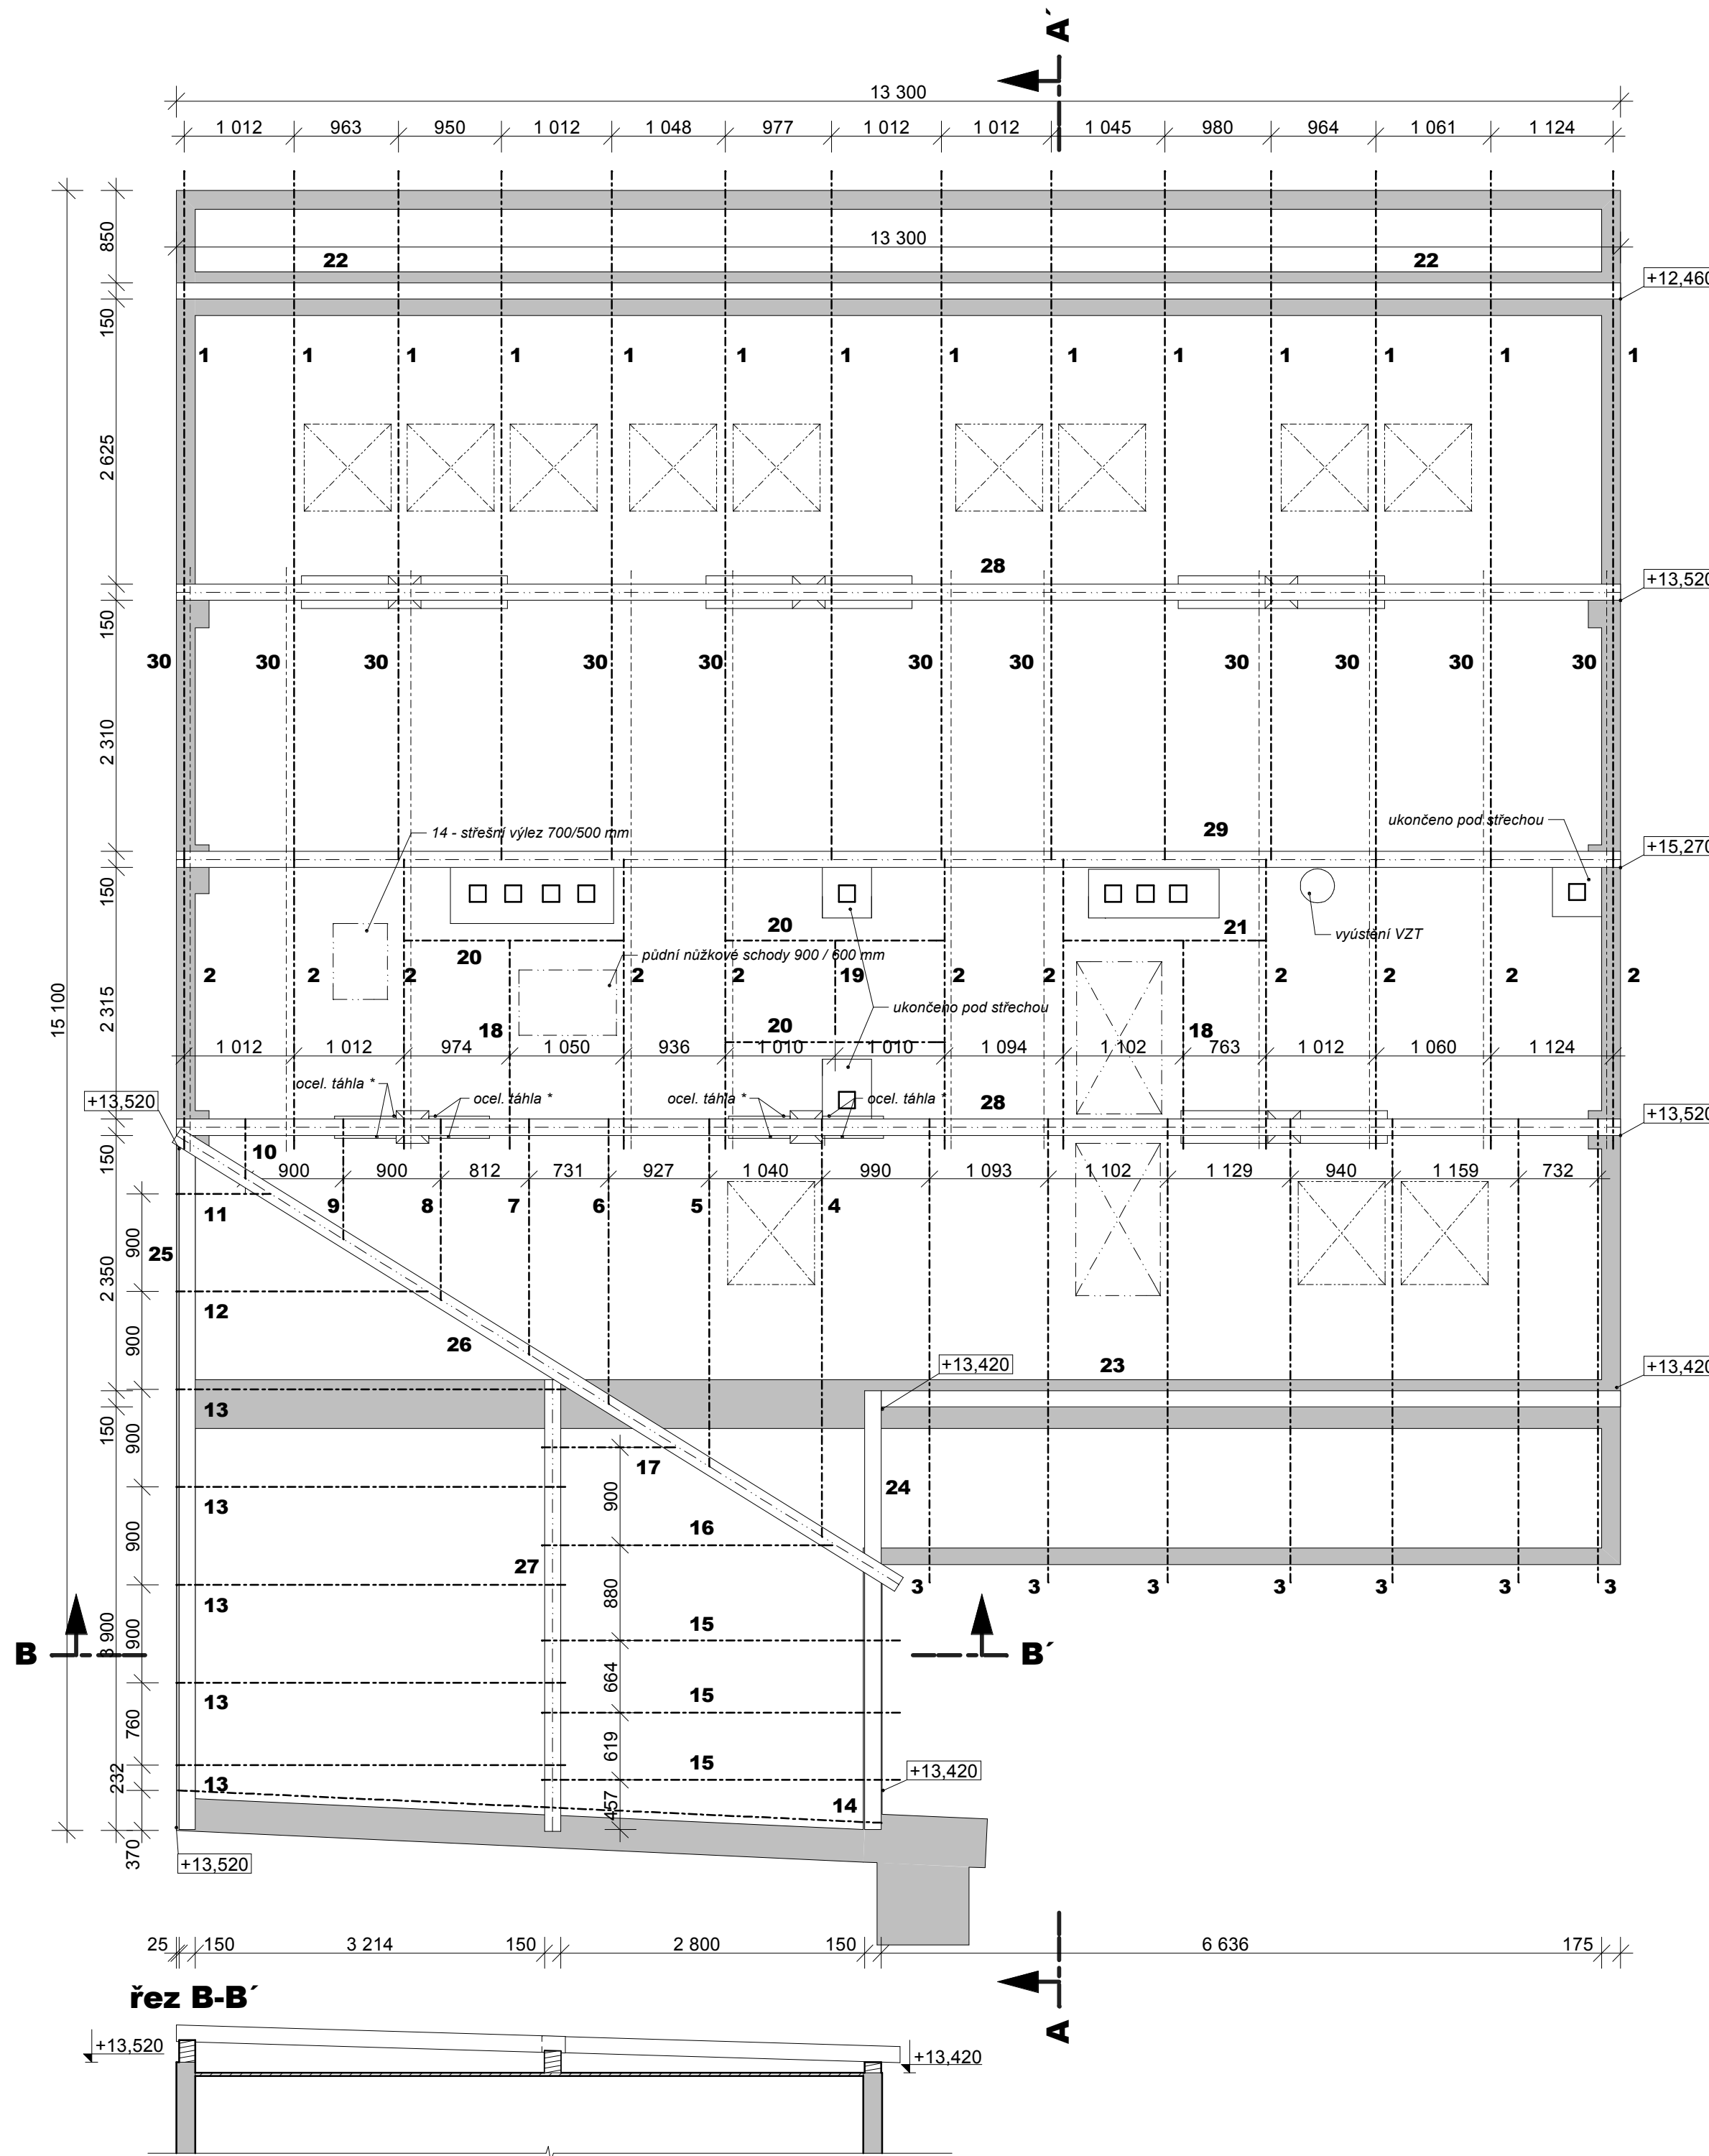 A´
13 300
1 012 963 950 1 012 1 048 977 1 012 1 012 1 045 980 964 1 061 1 124
850
13 300
22 22
+12,460
150
1 1 1 1 1 1 1 1 1 1 1 1 1 1
2 625
28
+13,520
150
30 30 30 30 30 30 30 30 30 30 30
2 310
14 - střešní výlez 700/500 mm
29
ukončeno pod střechou
+15,270
150
20 21
vyústění VZT
20
půdní nůžkové schody 900 / 600 mm
2 2 2 2 2 19 2 2 2 2 2 2
15 100
2 315
ukončeno pod střechou
18 20 18
1 012 1 012 974 1 050 936 1 010 1 010 1 094 1 102 763 1 012 1 060 1 124
ocel. táhla *
ocel. táhla *
ocel. táhla *
ocel. táhla *
+13,520
28
+13,520
150
10
900 900 812 731 927 1 040 990 1 093 1 102 1 129 940 1 159 732
11 9 8 7 6 5 4
900
25
2 350
12
900
26
+13,420
23
+13,420
13
150
900
17
13
900
24
900
16
27
13
3 3 3 3 3 3 3
880
900
3 900
15
B B´
664
13
15
760
619
15
232
13
457
14
+13,420
370
+13,520
25 150 3 214 150 2 800 150 6 636 175
řez B-B´
A
+13,520
+13,420